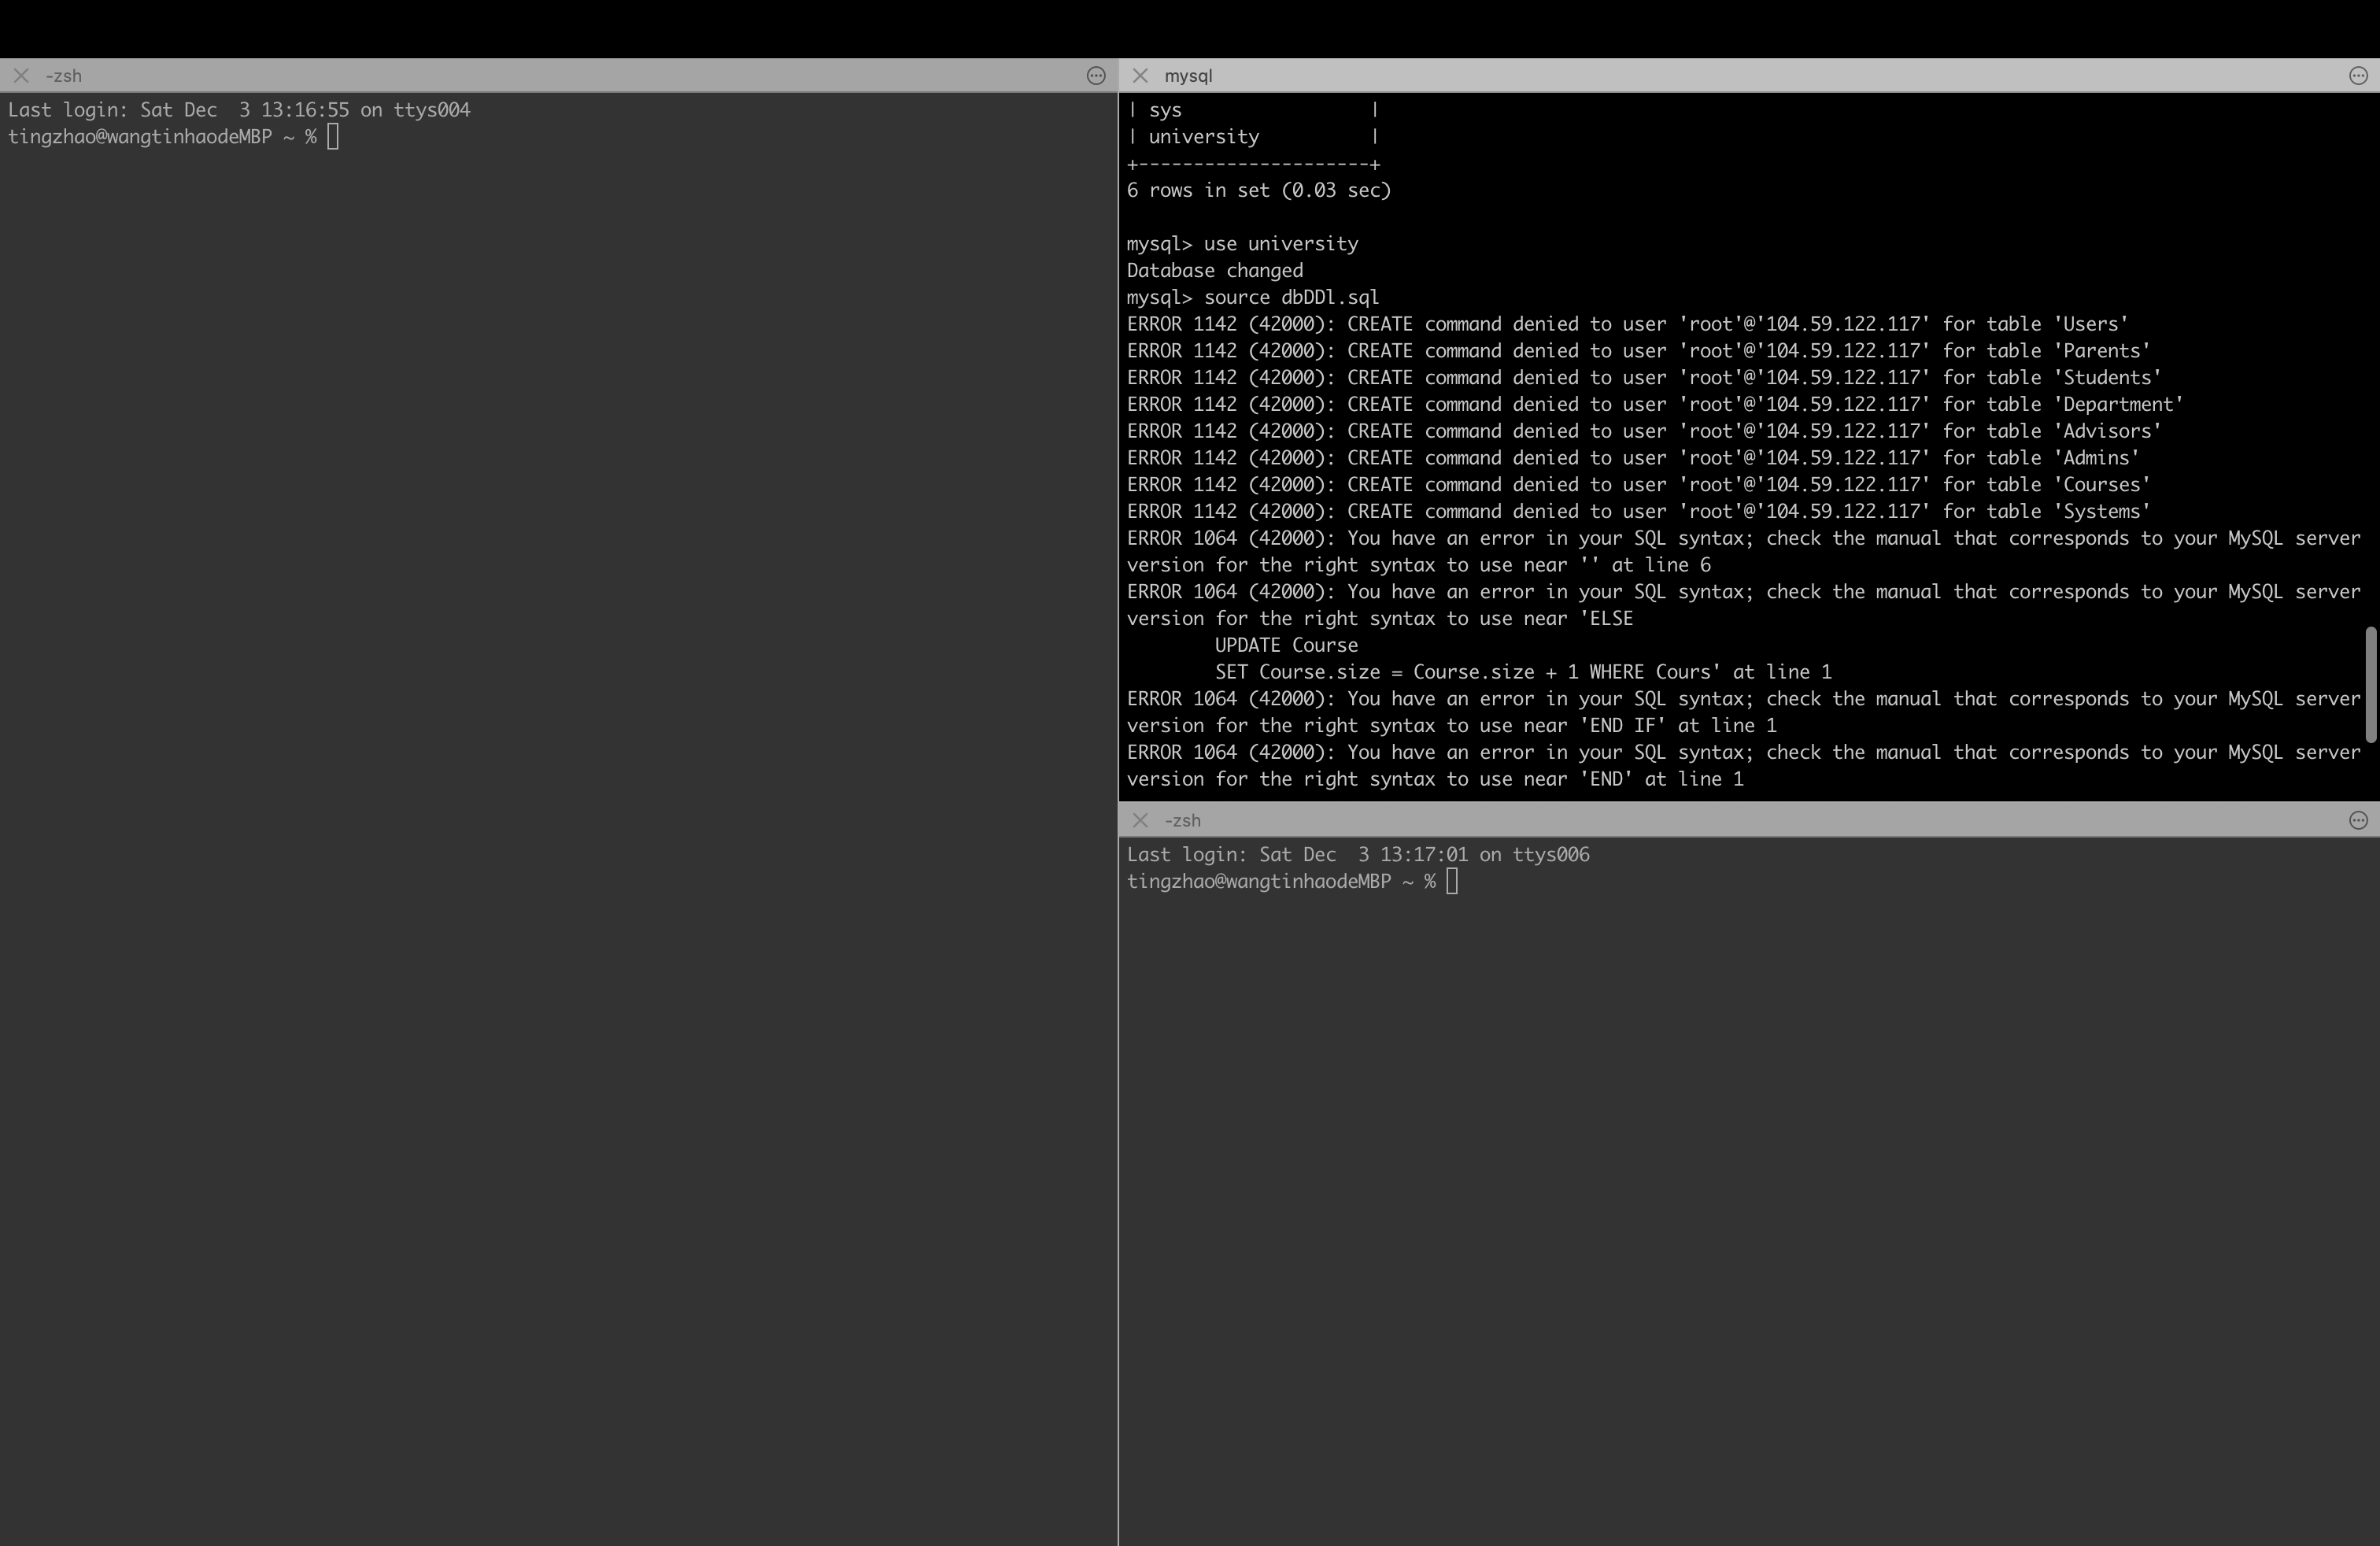 -zsh
Last login: Sat Dec  3 13:16:55 on ttys004
tingzhao@wangtinhaodeMBP ~ %
mysql
| sys                 |
| university          |
+---------------------+
6 rows in set (0.03 sec)
mysql> use university
Database changed
mysql> source dbDDl.sql
ERROR 1142 (42000): CREATE command denied to user 'root'@'104.59.122.117' for table 'Users'
ERROR 1142 (42000): CREATE command denied to user 'root'@'104.59.122.117' for table 'Parents'
ERROR 1142 (42000): CREATE command denied to user 'root'@'104.59.122.117' for table 'Students'
ERROR 1142 (42000): CREATE command denied to user 'root'@'104.59.122.117' for table 'Department'
ERROR 1142 (42000): CREATE command denied to user 'root'@'104.59.122.117' for table 'Advisors'
ERROR 1142 (42000): CREATE command denied to user 'root'@'104.59.122.117' for table 'Admins'
ERROR 1142 (42000): CREATE command denied to user 'root'@'104.59.122.117' for table 'Courses'
ERROR 1142 (42000): CREATE command denied to user 'root'@'104.59.122.117' for table 'Systems'
ERROR 1064 (42000): You have an error in your SQL syntax; check the manual that corresponds to your MySQL server
version for the right syntax to use near '' at line 6
ERROR 1064 (42000): You have an error in your SQL syntax; check the manual that corresponds to your MySQL server
version for the right syntax to use near 'ELSE
        UPDATE Course
        SET Course.size = Course.size + 1 WHERE Cours' at line 1
ERROR 1064 (42000): You have an error in your SQL syntax; check the manual that corresponds to your MySQL server
version for the right syntax to use near 'END IF' at line 1
ERROR 1064 (42000): You have an error in your SQL syntax; check the manual that corresponds to your MySQL server
version for the right syntax to use near 'END' at line 1
-zsh
Last login: Sat Dec  3 13:17:01 on ttys006
tingzhao@wangtinhaodeMBP ~ %